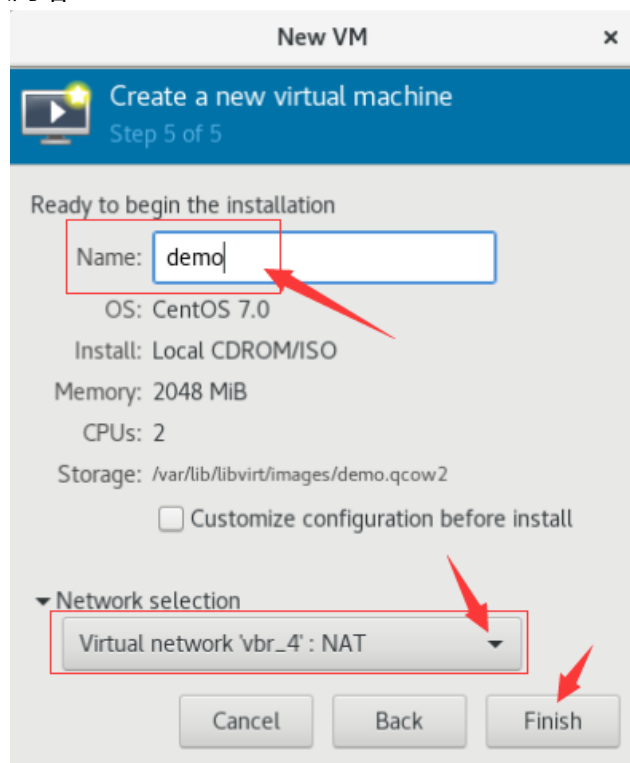 New VM
Create a new virtual machine
Step 5 of 5
Ready to begin the installation
Name: demo
OS: CentOS 7.0
Install: Local CDROM/ISO
Memory: 2048 MiB
CPUs: 2
Storage: /var/lib/libvirt/images/demo.qcow2
Customize configuration before install
Network selection
Virtual network 'vbr_4' : NAT
Cancel Back Finish